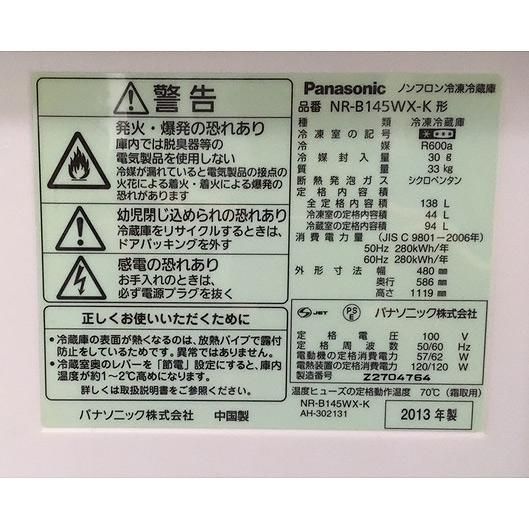 警告
発火・爆発の恐れあり
庫内では脱臭器等の
電気製品を使用しない
冷媒が漏れていると電気製品の接点の
火花による着火・着火による爆発の
恐れがあります
幼児閉じ込められの恐れあり
冷蔵庫をリサイクルするときは、
ドアパッキングを外す
感電の恐れあり
お手入れのときは、
必ず電源プラグを抜く
正しくお使いいただくために
•冷蔵庫の表面が熱くなるのは、放熱パイプで露付
防止をしているためです。異常ではありません。
•冷蔵室奥のレバーを「節電」設定にすると、庫内
温度が約1~2℃高めになります。
詳しくは取扱説明書をご参照ください。
パナソニック株式会社 中国製
Panasonic ノンフロン冷凍冷蔵庫
品番 NR-B145WX-K 形
種類 冷凍冷蔵庫
冷凍室の記号
冷媒 R600a
冷媒封入量 30 g
質量 33 kg
断熱発泡ガス シクロペンタン
定格内容積
全定格内容積 138 L
冷凍室の定格内容積 44 L
冷蔵室の定格内容積 94 L
消費電力量 (JIS C 9801-2006年)
50Hz 280kWh/年
60Hz 280kWh/年
外形寸法 幅 480 mm
奥行 586 mm
高さ 1119 mm
JET PS E パナソニック株式会社
定格電圧 100 V
定格周波数 50/60 Hz
電動機の定格消費電力 57/62 W
電熱装置の定格消費電力 120/120 W
製造番号 Z2704764
温度ヒューズの定格動作温度 70℃ (霜取用)
NR-B145WX-K
AH-302131
2013 年製